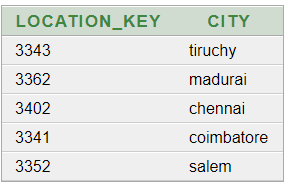 LOCATION_KEY CITY
3343 tiruchy
3362 madurai
3402 chennai
3341 coimbatore
3352 salem